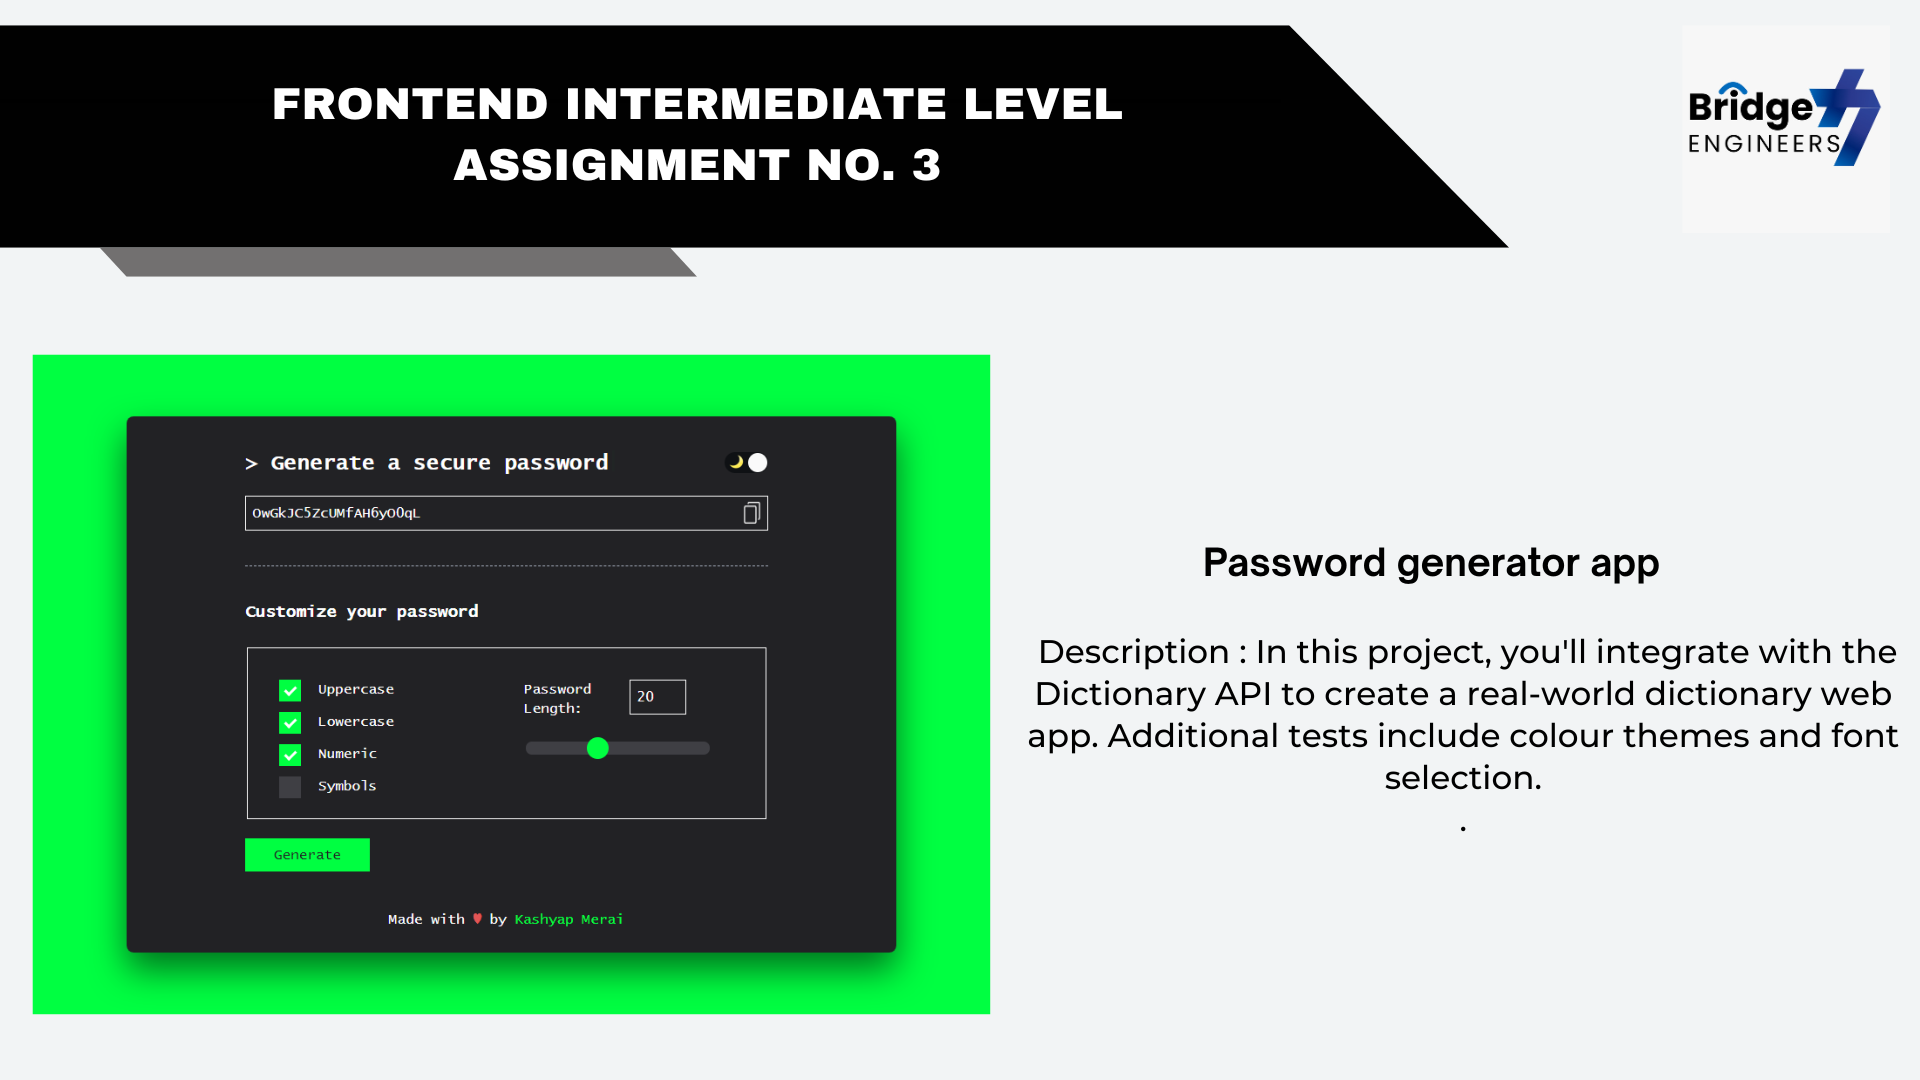 FRONTEND INTERMEDIATE LEVEL
ASSIGNMENT NO. 3
Bridge
ENGINEERS
> Generate a secure password
OwGkJC5ZcUMfAH6yO0qL
Customize your password
Uppercase
Lowercase
Numeric
Symbols
Password
Length:
20
Generate
Made with ♥ by Kashyap Merai
Password generator app
Description : In this project, you'll integrate with the
Dictionary API to create a real-world dictionary web
app. Additional tests include colour themes and font
selection.
.